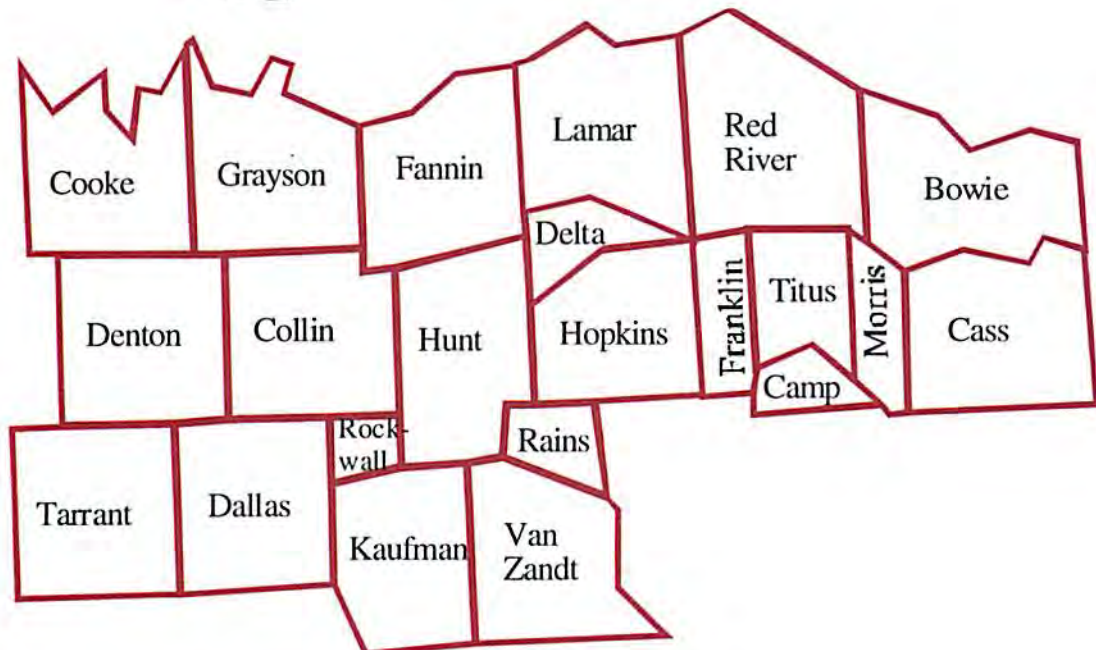 Lamar
Red
River
Cooke
Grayson
Fannin
Bowie
Delta
Denton
Collin
Hunt
Hopkins
Franklin
Titus
Morris
Cass
Camp
Rock-
wall
Rains
Tarrant
Dallas
Kaufman
Van
Zandt